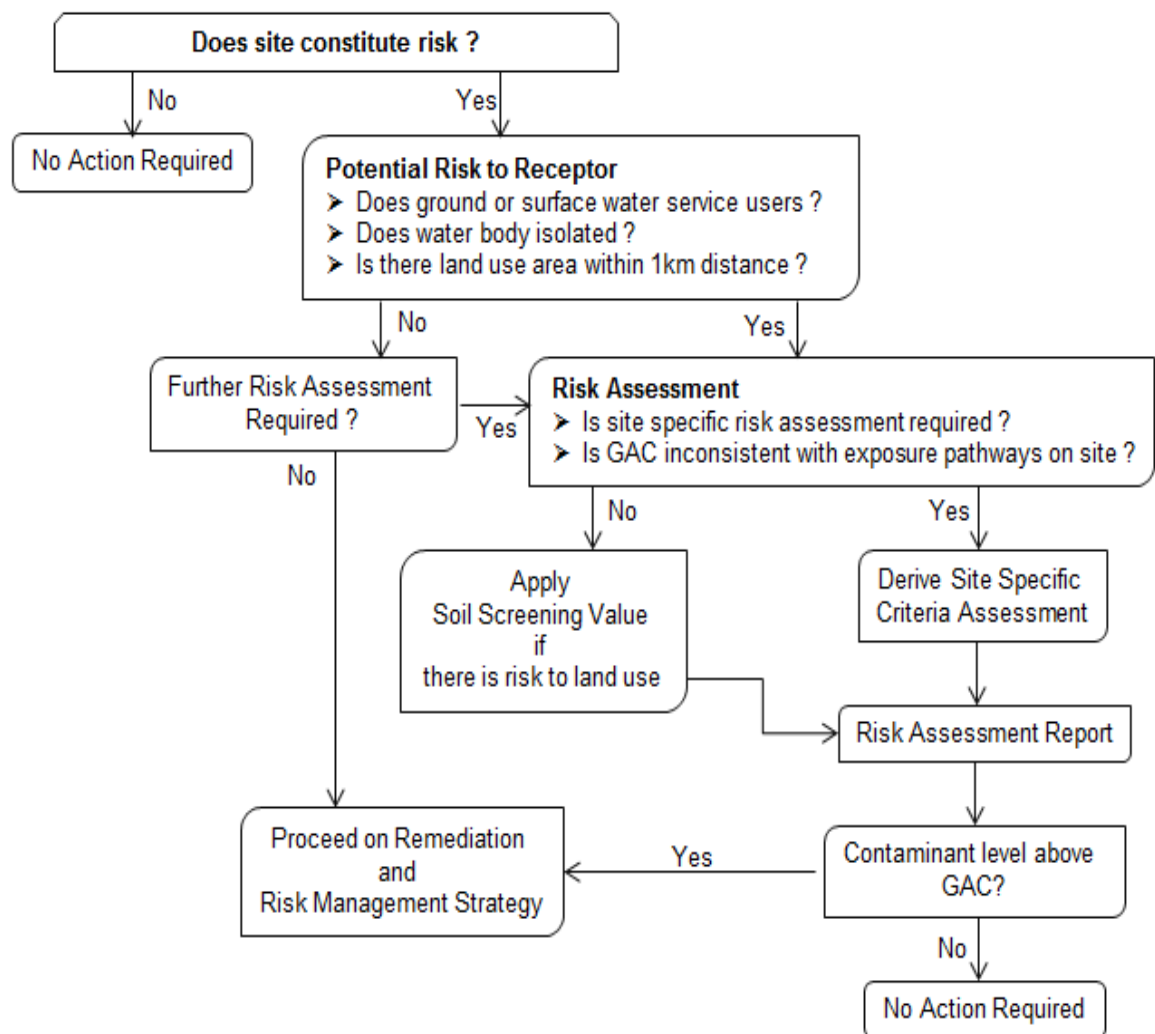 Does site constitute risk ?
No
Yes
No Action Required
Potential Risk to Receptor
➤ Does ground or surface water service users ?
➤ Does water body isolated ?
➤ Is there land use area within 1km distance ?
No
Yes
Further Risk Assessment
Required ?
Yes
Risk Assessment
➤ Is site specific risk assessment required ?
➤ Is GAC inconsistent with exposure pathways on site ?
No
No
Yes
Apply
Soil Screening Value
if
there is risk to land use
Derive Site Specific
Criteria Assessment
Risk Assessment Report
Proceed on Remediation
and
Risk Management Strategy
Yes
Contaminant level above
GAC?
No
No Action Required